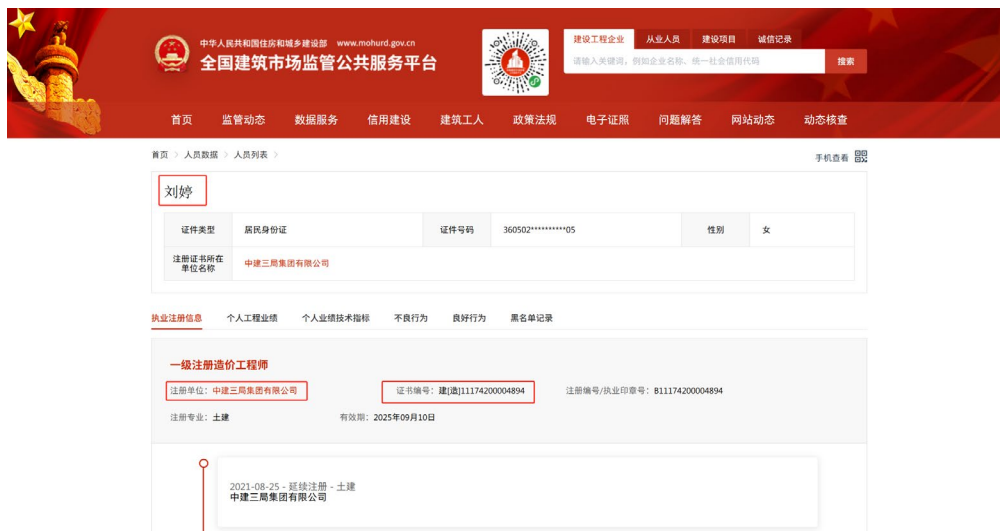 中华人民共和国住房和城乡建设部 www.mohurd.gov.cn
全国建筑市场监管公共服务平台
建设工程企业 从业人员 建设项目 诚信记录
请输入关键词，例如企业名称、统一社会信用代码 搜索
首页 监管动态 数据服务 信用建设 建筑工人 政策法规 电子证照 问题解答 网站动态 动态核查
首页 > 人员数据 > 人员列表 > 手机查看
刘婷
证件类型 居民身份证 证件号码 360502**********05 性别 女
注册证书所在
单位名称 中建三局集团有限公司
执业注册信息 个人工程业绩 个人业绩技术指标 不良行为 良好行为 黑名单记录
一级注册造价工程师
注册单位：中建三局集团有限公司 证书编号：建[造]11174200004894 注册编号/执业印章号：B11174200004894
注册专业：土建 有效期：2025年09月10日
2021-08-25 - 延续注册 - 土建
中建三局集团有限公司